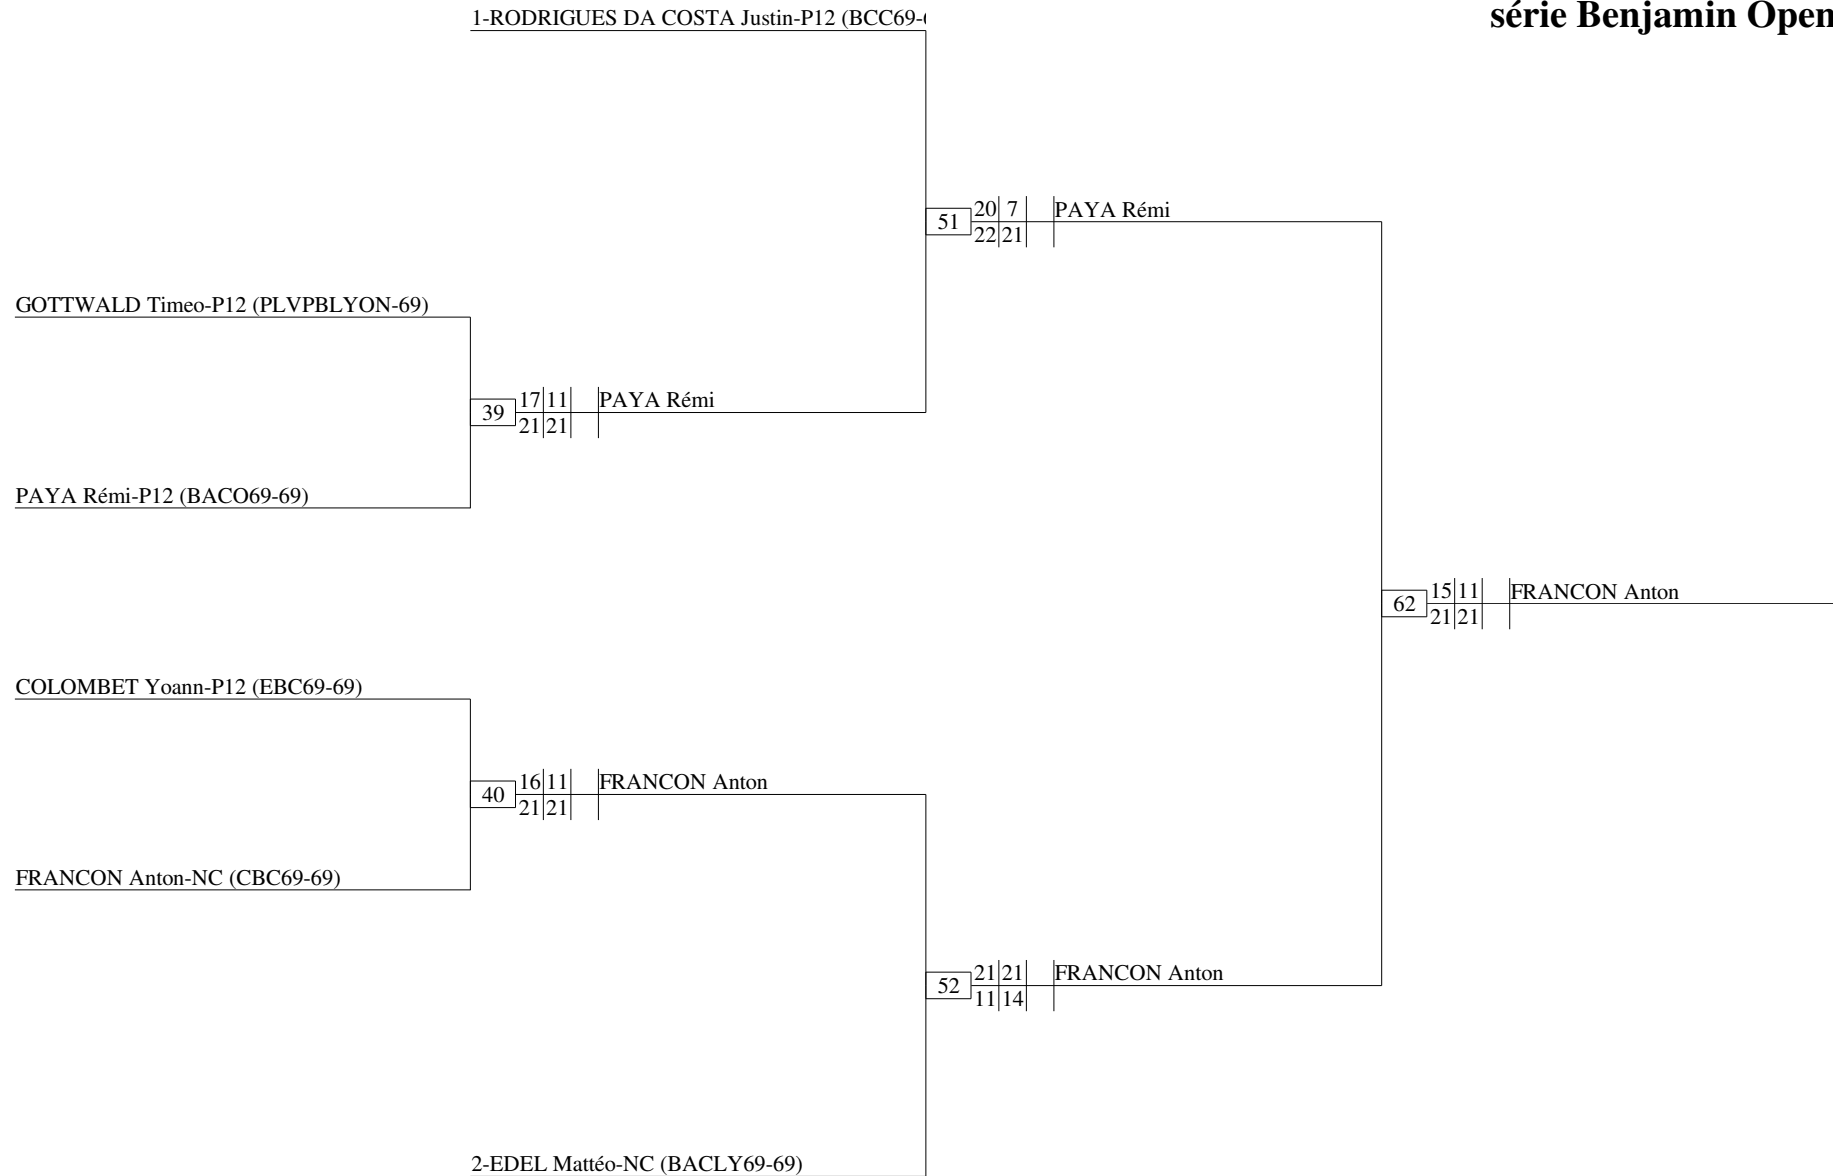 1-RODRIGUES DA COSTA Justin-P12 (BCC69-
série Benjamin Open
20 7 PAYA Rémi
51
22 21
GOTTWALD Timeo-P12 (PLVPBLYON-69)
17 11 PAYA Rémi
39
21 21
PAYA Rémi-P12 (BACO69-69)
15 11 FRANCON Anton
62
21 21
COLOMBET Yoann-P12 (EBC69-69)
16 11 FRANCON Anton
40
21 21
FRANCON Anton-NC (CBC69-69)
21 21 FRANCON Anton
52
11 14
2-EDEL Mattéo-NC (BACLY69-69)